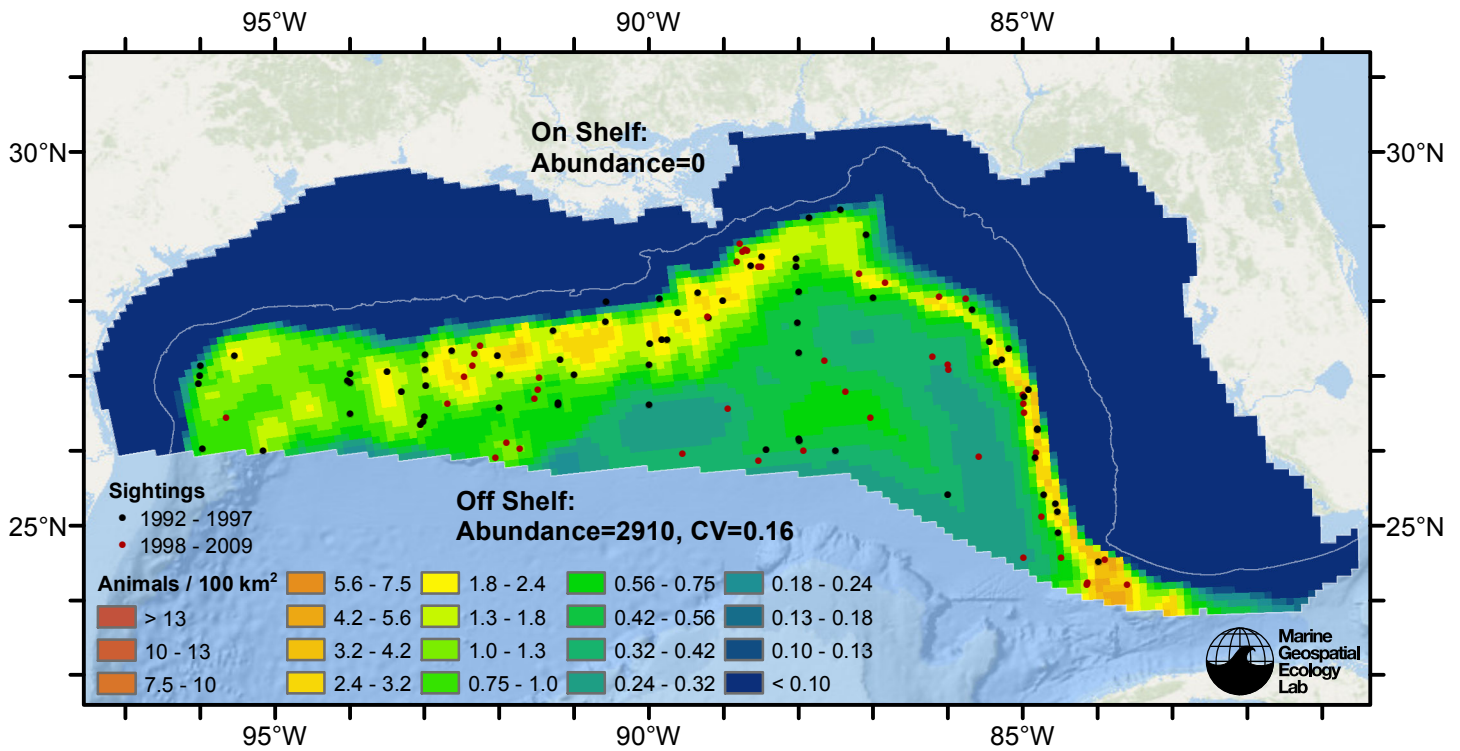 95°W 90°W 85°W
30°N 30°N
On Shelf:
Abundance=0
25°N 25°N
Off Shelf:
Abundance=2910, CV=0.16
Sightings
1992 - 1997
1998 - 2009
Animals / 100 km²
> 13
10 - 13
7.5 - 10
5.6 - 7.5
4.2 - 5.6
3.2 - 4.2
2.4 - 3.2
1.8 - 2.4
1.3 - 1.8
1.0 - 1.3
0.75 - 1.0
0.56 - 0.75
0.42 - 0.56
0.32 - 0.42
0.24 - 0.32
0.18 - 0.24
0.13 - 0.18
0.10 - 0.13
< 0.10
Marine
Geospatial
Ecology
Lab
95°W 90°W 85°W